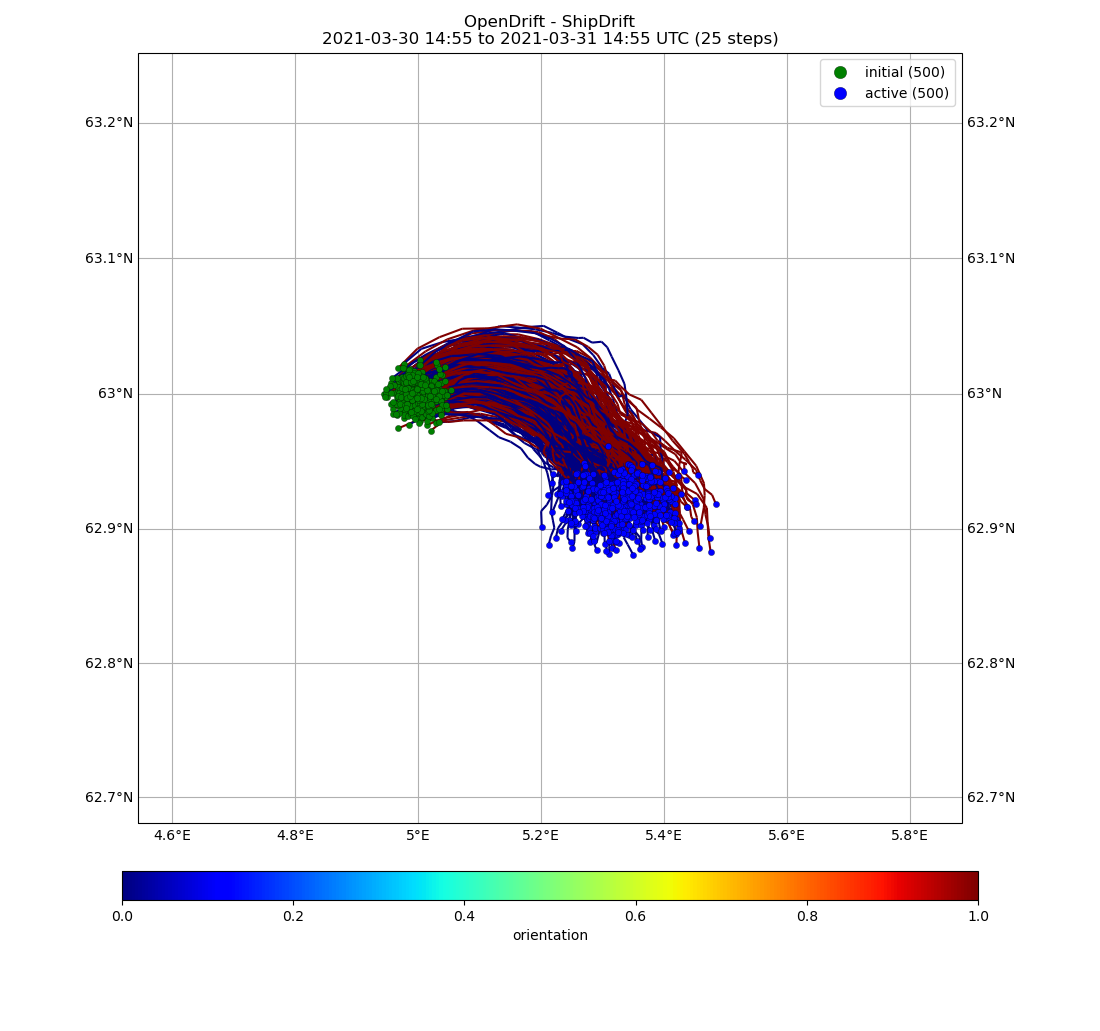 OpenDrift - ShipDrift
2021-03-30 14:55 to 2021-03-31 14:55 UTC (25 steps)
initial (500)
active (500)
63.2°N 63.2°N
63.1°N 63.1°N
63°N 63°N
62.9°N 62.9°N
62.8°N 62.8°N
62.7°N 62.7°N
4.6°E 4.8°E 5°E 5.2°E 5.4°E 5.6°E 5.8°E
0.0 0.2 0.4 0.6 0.8 1.0
orientation